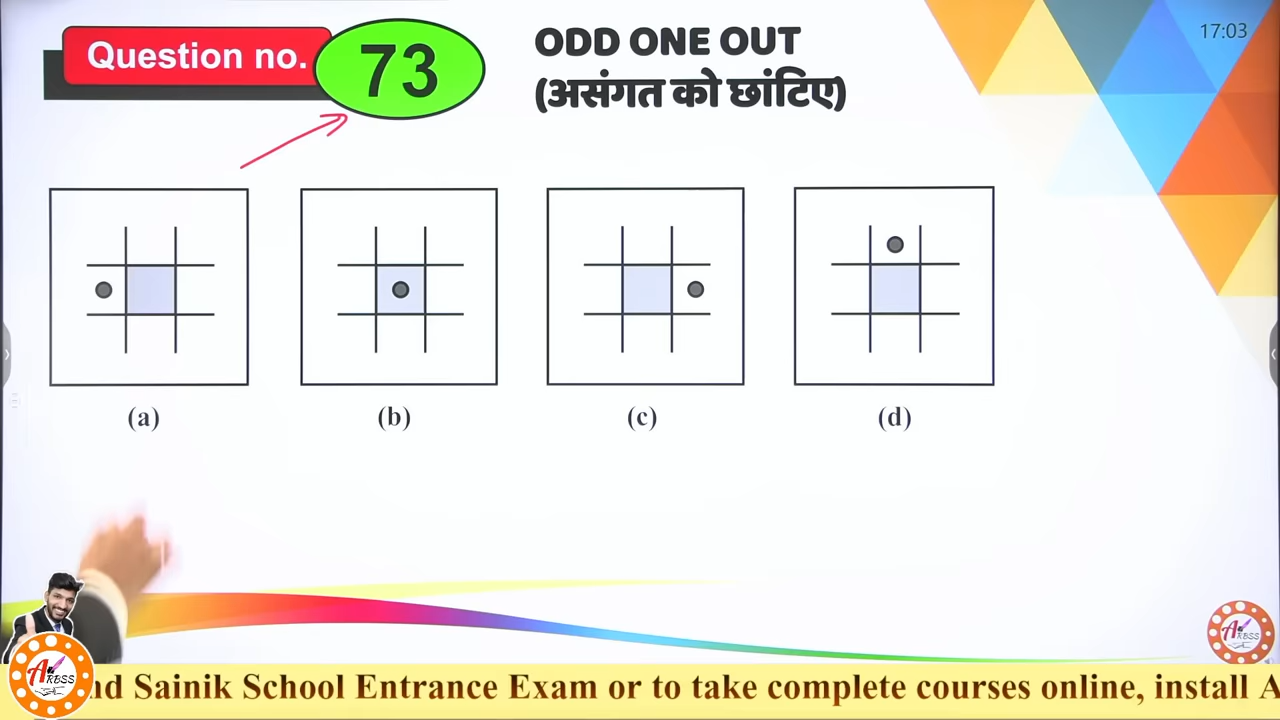 Question no. 73
ODD ONE OUT
(असंगत को छांटिए)
17:03
(a) (b) (c) (d)
nd Sainik School Entrance Exam or to take complete courses online, install A